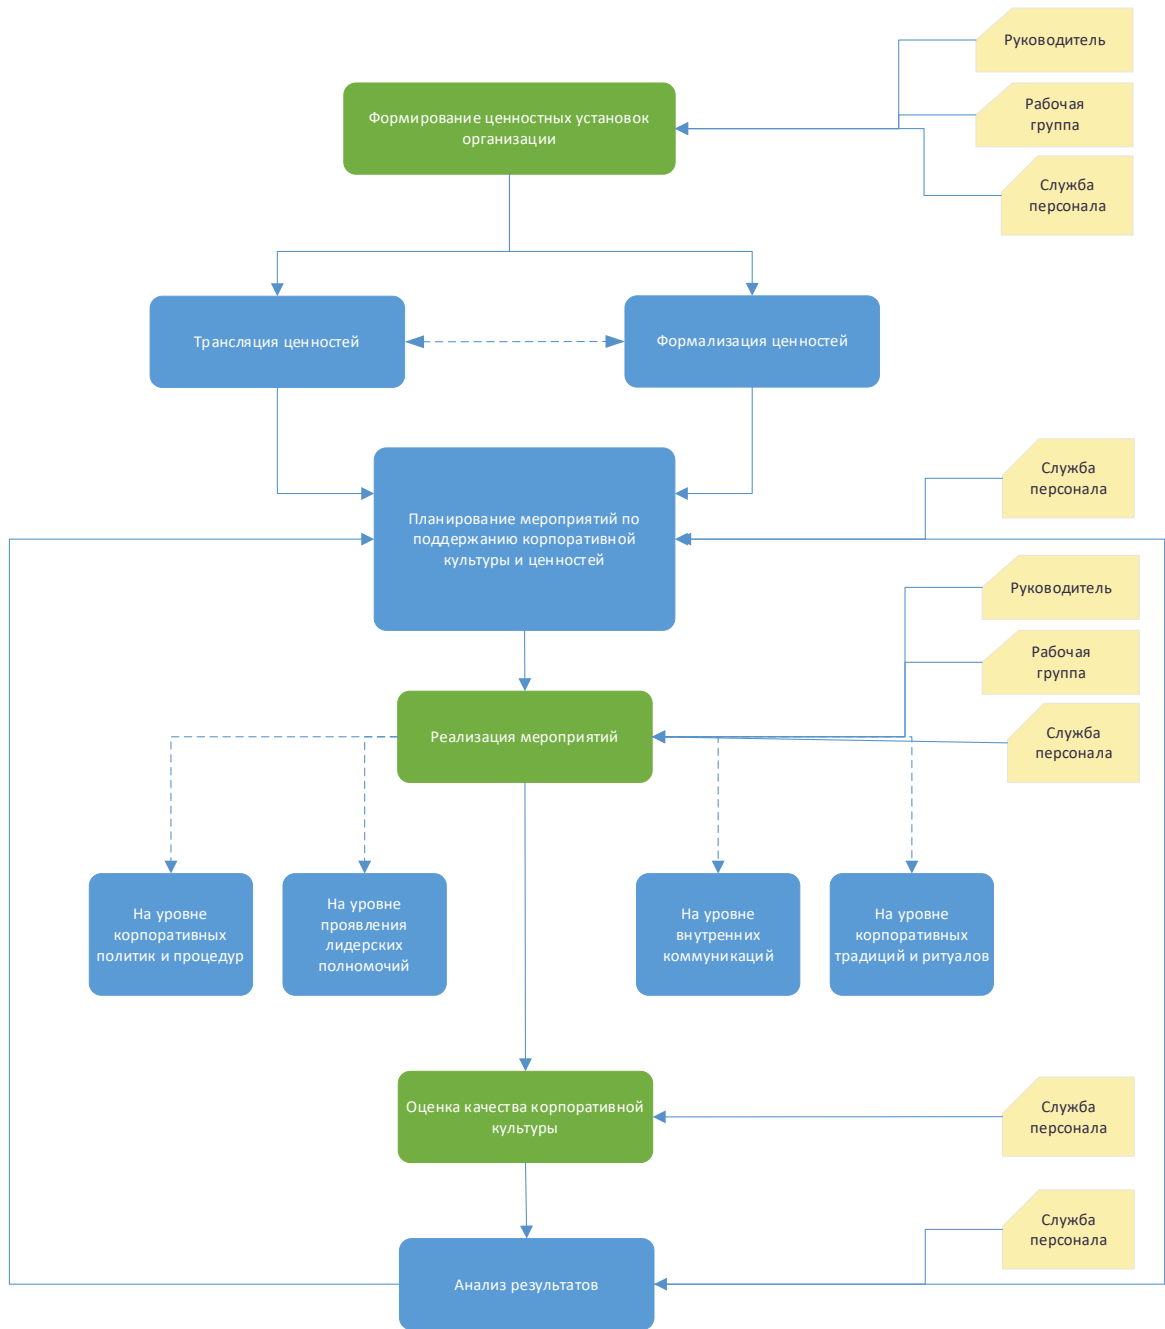 Руководитель
Формирование ценностных установок
организации
Рабочая
группа
Служба
персонала
Трансляция ценностей
Формализация ценностей
Служба
персонала
Планирование мероприятий по
поддержанию корпоративной
культуры и ценностей
Руководитель
Рабочая
группа
Реализация мероприятий
Служба
персонала
На уровне
корпоративных
политик и процедур
На уровне
проявления
лидерских
полномочий
На уровне
внутренних
коммуникаций
На уровне
корпоративных
традиций и ритуалов
Оценка качества корпоративной
культуры
Служба
персонала
Служба
персонала
Анализ результатов